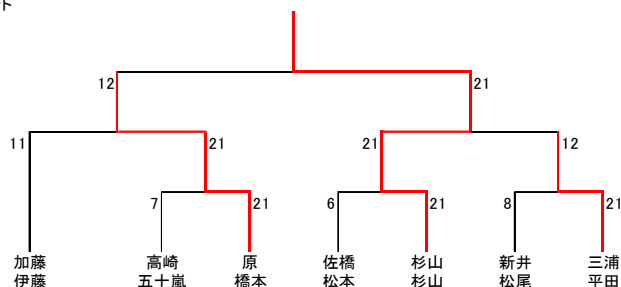 ト
12 21
11 21 21 12
7 21 6 21 8 21
加藤 高崎 原 佐橋 杉山 新井 三浦
伊藤 五十嵐 橋本 松本 杉山 松尾 平田